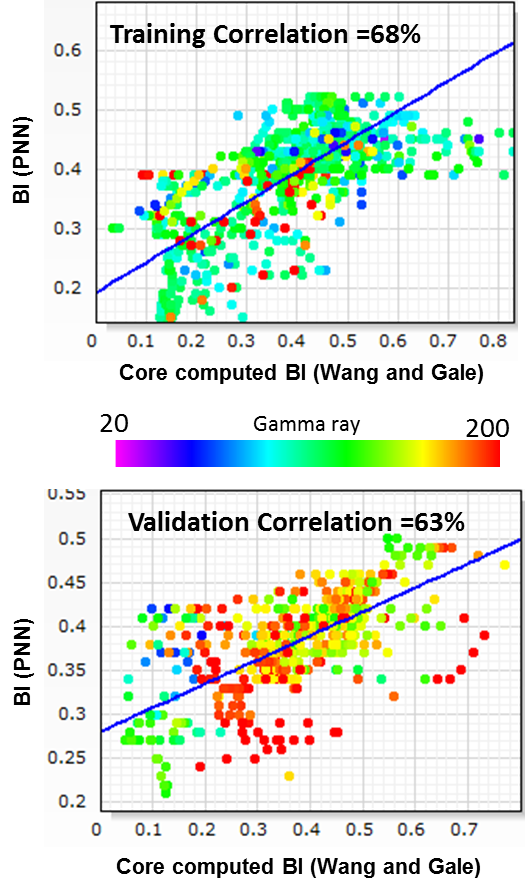 Training Correlation =68%
0.6
0.5
0.4
0.3
0.2
BI (PNN)
0 0.1 0.2 0.3 0.4 0.5 0.6 0.7 0.8
Core computed BI (Wang and Gale)
20 Gamma ray 200
0.55
Validation Correlation =63%
0.5
0.45
0.4
0.35
0.3
0.25
0.2
BI (PNN)
0 0.1 0.2 0.3 0.4 0.5 0.6 0.7
Core computed BI (Wang and Gale)